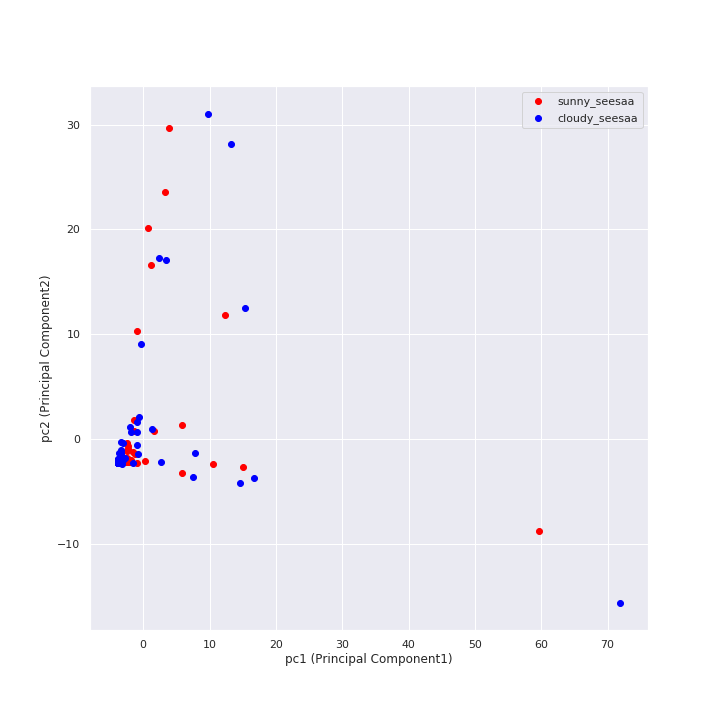 sunny_seesaa
cloudy_seesaa
30
20
10
0
−10
pc2 (Principal Component2)
0 10 20 30 40 50 60 70
pc1 (Principal Component1)